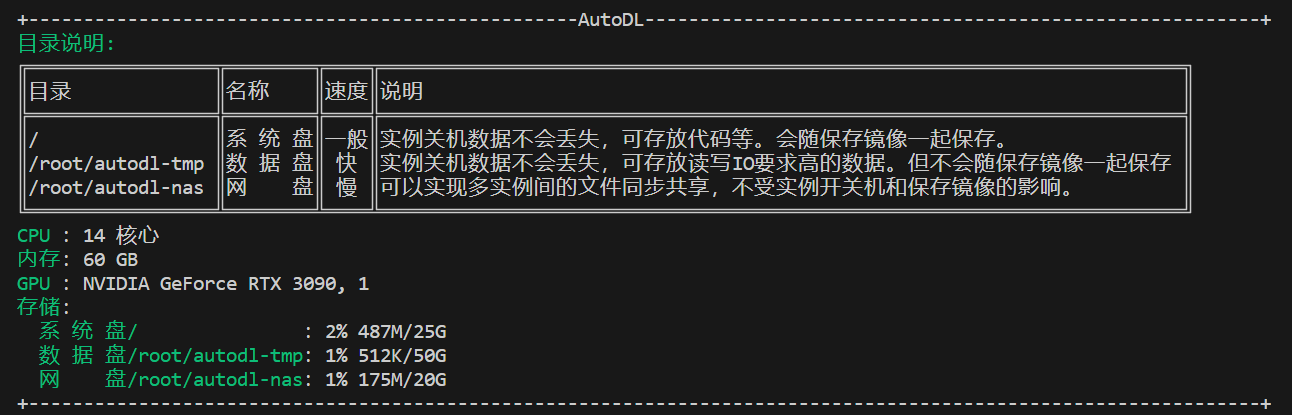 +--------------------------------------------------AutoDL--------------------------------------------------------+
目录说明:
目录 名称 速度 说明
/ 系 统 盘 一般 实例关机数据不会丢失，可存放代码等。会随保存镜像一起保存。
/root/autodl-tmp 数 据 盘 快 实例关机数据不会丢失，可存放读写IO要求高的数据。但不会随保存镜像一起保存
/root/autodl-nas 网 盘 慢 可以实现多实例间的文件同步共享，不受实例开关机和保存镜像的影响。
CPU : 14 核心
内存: 60 GB
GPU : NVIDIA GeForce RTX 3090, 1
存储:
系 统 盘/ : 2% 487M/25G
数 据 盘/root/autodl-tmp: 1% 512K/50G
网 盘/root/autodl-nas: 1% 175M/20G
+----------------------------------------------------------------------------------------------------------------+